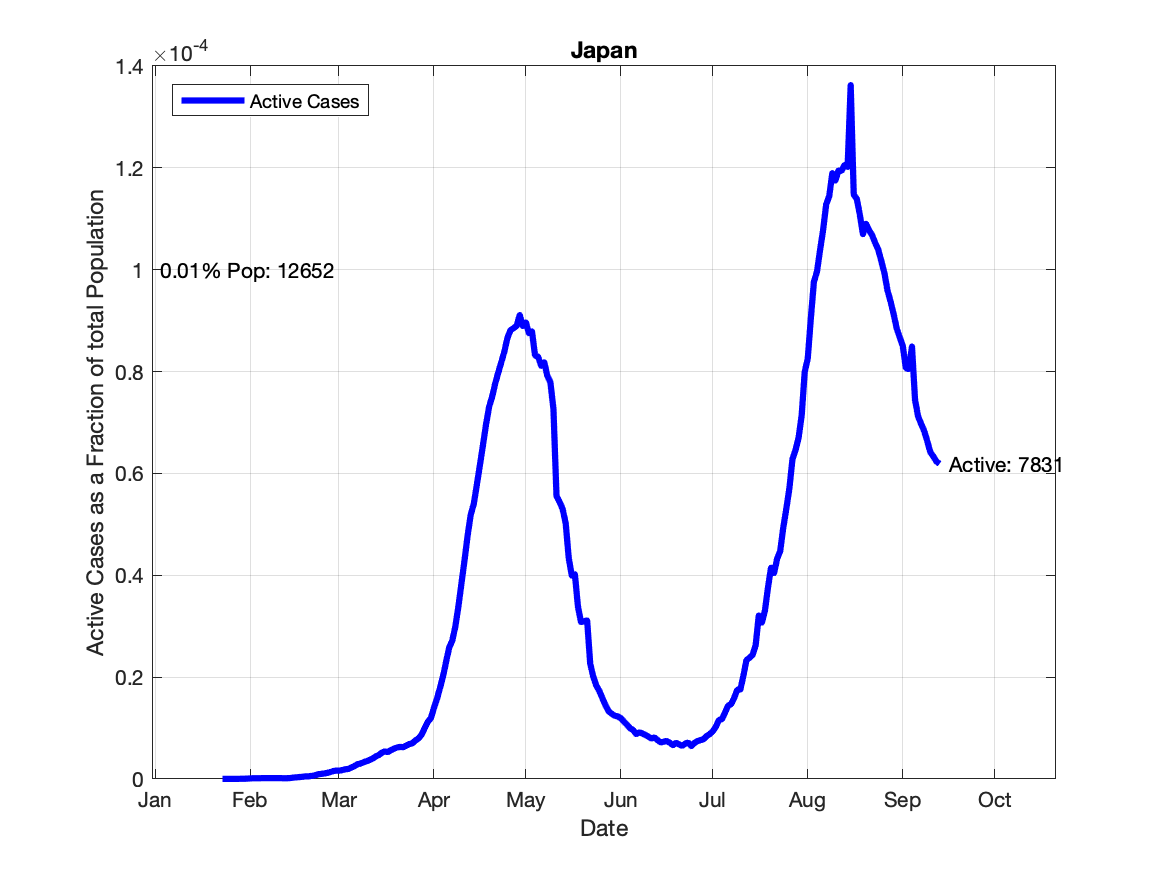 Japan
×10-4
1.4
1.2
1
0.8
0.6
0.4
0.2
0
Active Cases
0.01% Pop: 12652
Active: 7831
Active Cases as a Fraction of total Population
Jan Feb Mar Apr May Jun Jul Aug Sep Oct
Date